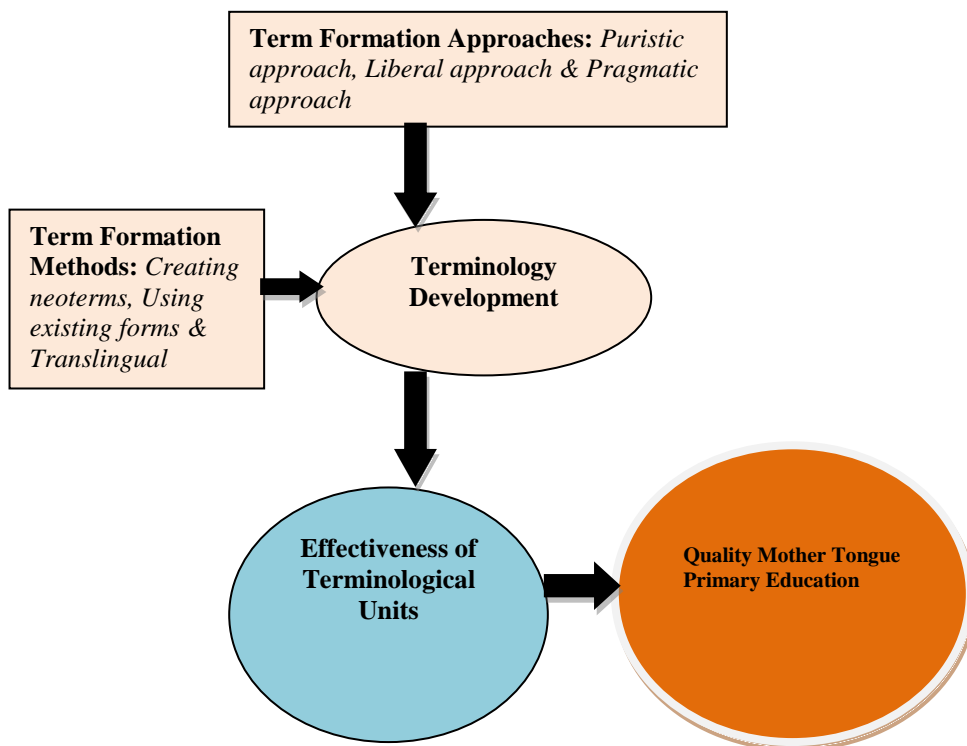 Term Formation Approaches: Puristic
approach, Liberal approach & Pragmatic
approach
Term Formation
Methods: Creating
neoterms, Using
existing forms &
Translingual
Terminology
Development
Effectiveness of
Terminological
Units
Quality Mother Tongue
Primary Education